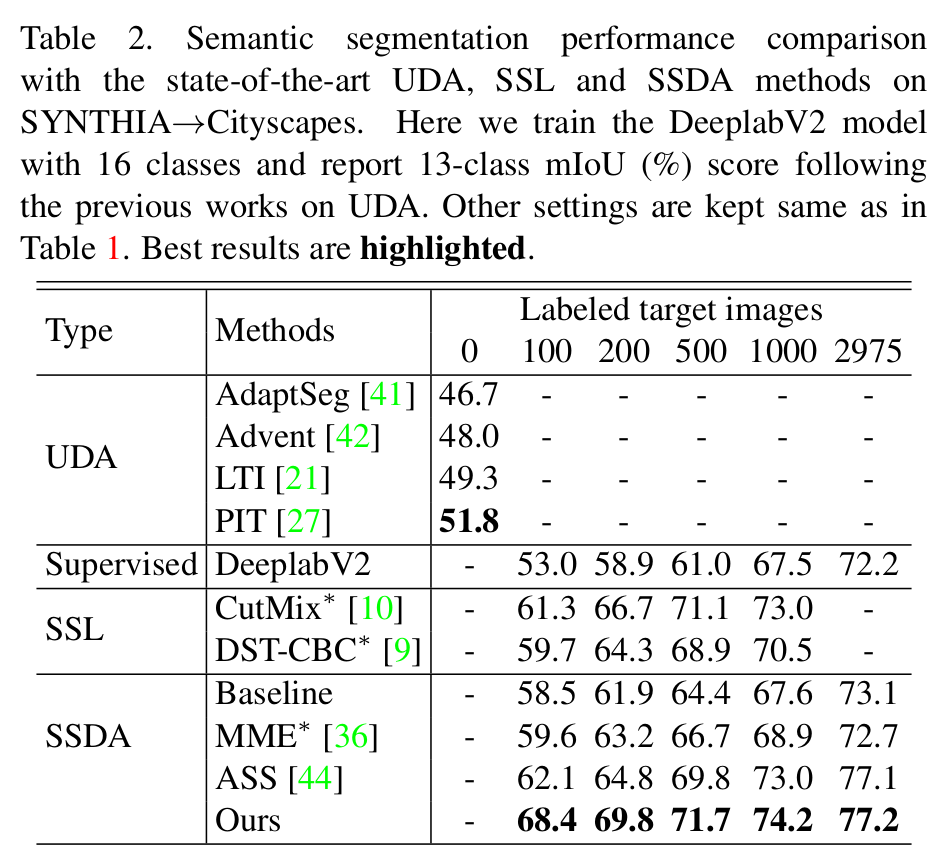 Table 2. Semantic segmentation performance comparison
with the state-of-the-art UDA, SSL and SSDA methods on
SYNTHIA→Cityscapes. Here we train the DeeplabV2 model
with 16 classes and report 13-class mIoU (%) score following
the previous works on UDA. Other settings are kept same as in
Table 1. Best results are highlighted.
Type Methods Labeled target images
0 100 200 500 1000 2975
UDA
AdaptSeg [41] 46.7 - - - - -
Advent [42] 48.0 - - - - -
LTI [21] 49.3 - - - - -
PIT [27] 51.8 - - - - -
Supervised DeeplabV2 - 53.0 58.9 61.0 67.5 72.2
SSL
CutMix* [10] - 61.3 66.7 71.1 73.0 -
DST-CBC* [9] - 59.7 64.3 68.9 70.5 -
SSDA
Baseline - 58.5 61.9 64.4 67.6 73.1
MME* [36] - 59.6 63.2 66.7 68.9 72.7
ASS [44] - 62.1 64.8 69.8 73.0 77.1
Ours - 68.4 69.8 71.7 74.2 77.2